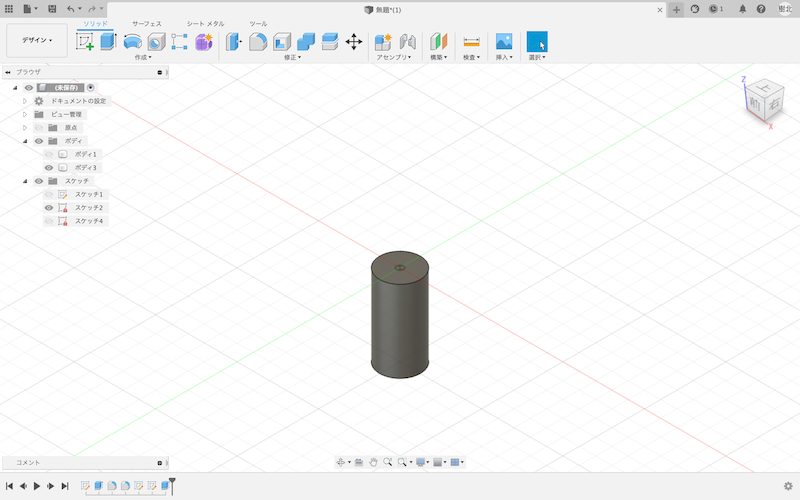 無題*(1)
1
樹北
ソリッド サーフェス シート メタル ツール
デザイン
作成 修正 アセンブリ 構築 検査 挿入 選択
ブラウザ
(未保存)
ドキュメントの設定
ビュー管理
原点
ボディ
ボディ1
ボディ3
スケッチ
スケッチ1
スケッチ2
スケッチ4
Z
上
前 右
X
コメント